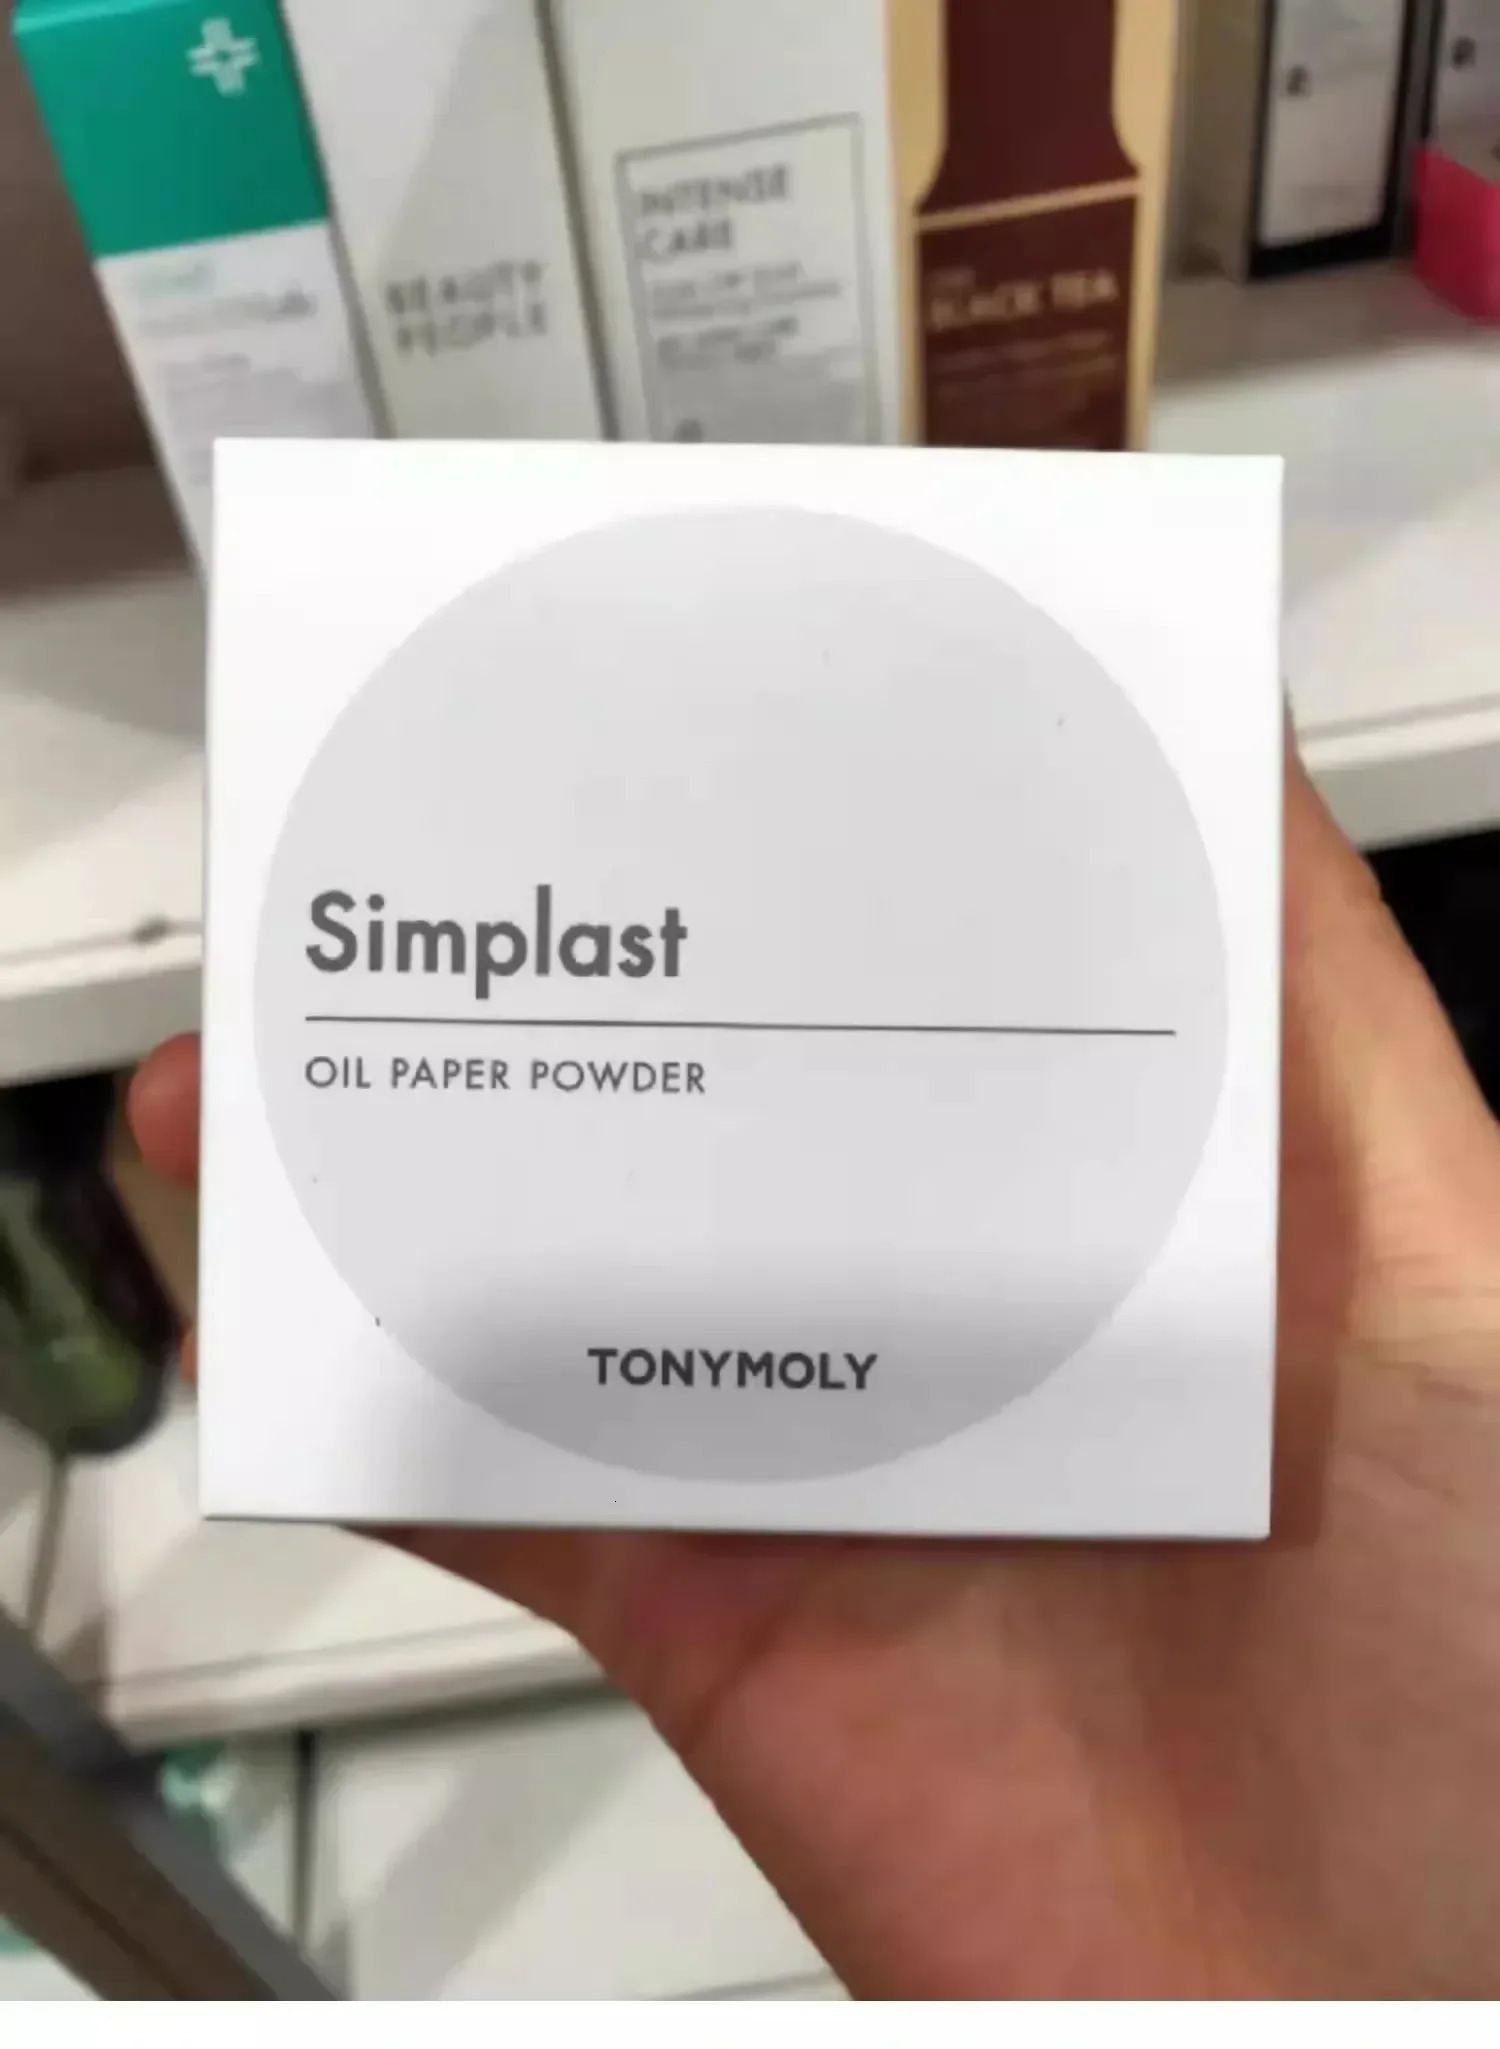 BEAUTY
PEOPLE
INTENSE
CARE
BLACK TEA
Simplast
OIL PAPER POWDER
TONYMOLY